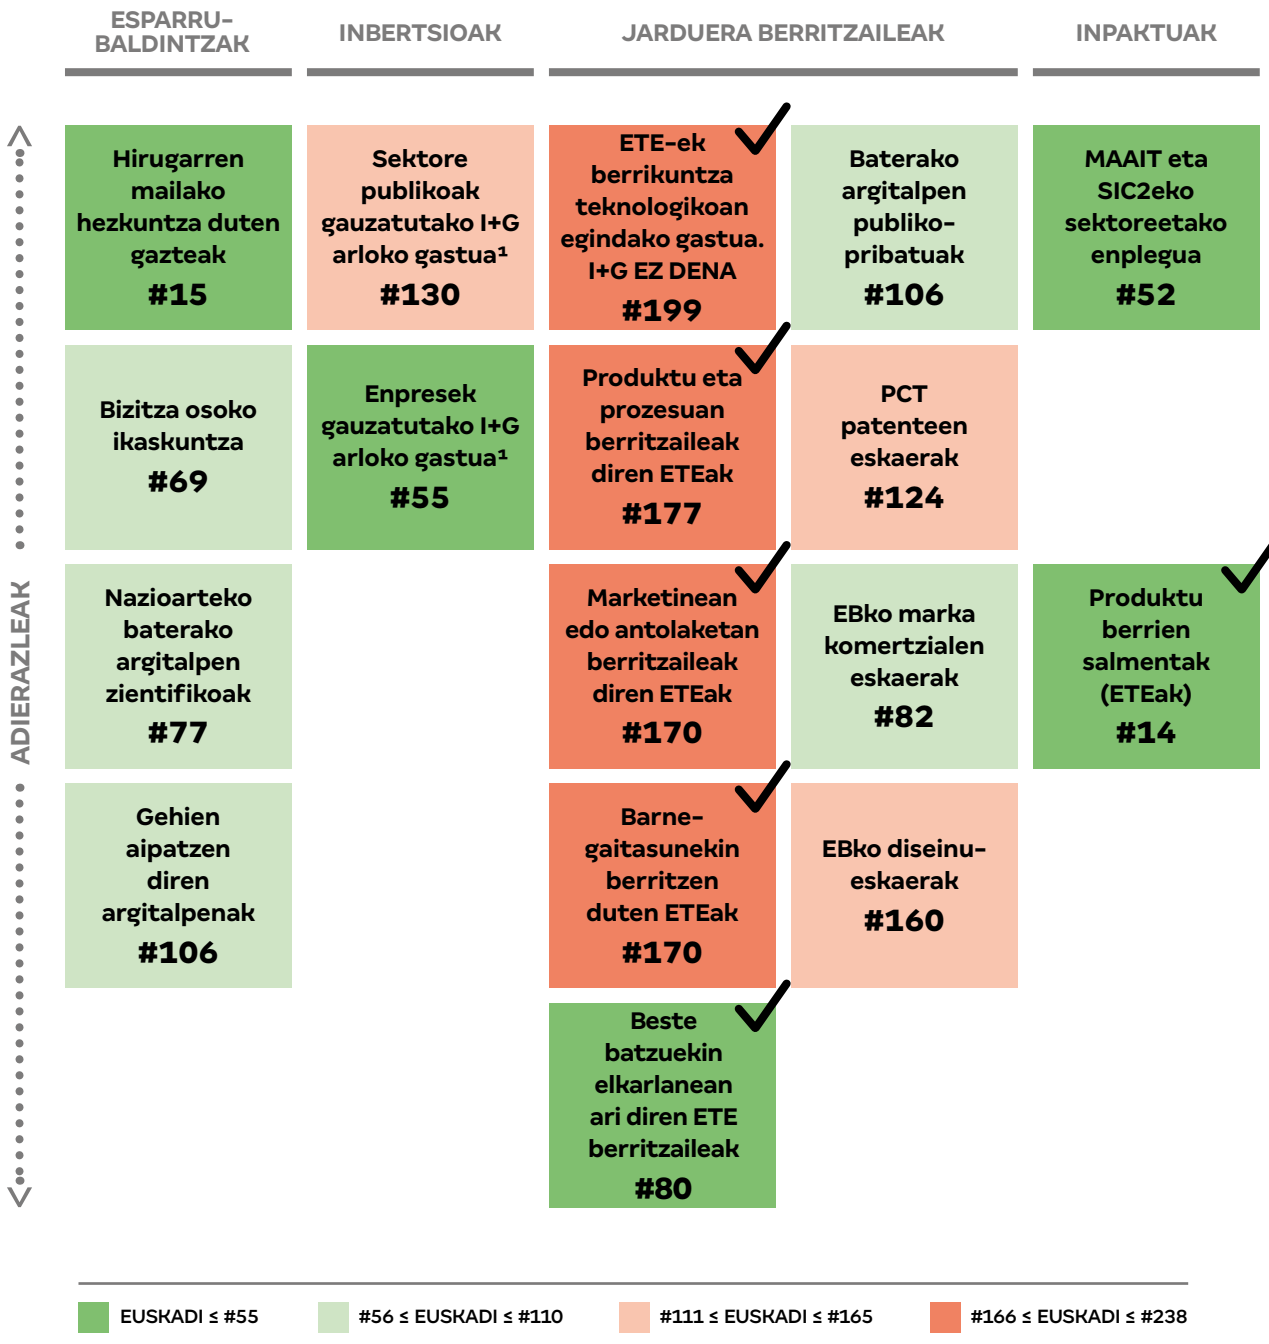 ESPARRU-
BALDINTZAK
INBERTSIOAK
JARDUERA BERRITZAILEAK
INPAKTUAK
ADIERAZLEAK
Hirugarren
mailako
hezkuntza duten
gazteak
#15
Sektore
publikoak
gauzatutako I+G
arloko gastua¹
#130
ETE-ek
berrikuntza
teknologikoan
egindako gastua.
I+G EZ DENA
#199
Baterako
argitalpen
publiko-
pribatuak
#106
MAAIT eta
SIC2eko
sektoreetako
enplegua
#52
Bizitza osoko
ikaskuntza
#69
Enpresek
gauzatutako I+G
arloko gastua¹
#55
Produktu eta
prozesuan
berritzaileak
diren ETEak
#177
PCT
patenteen
eskaerak
#124
Nazioarteko
baterako
argitalpen
zientifikoak
#77
Marketinean
edo antolaketan
berritzaileak
diren ETEak
#170
EBko marka
komertzialen
eskaerak
#82
Produktu
berrien
salmentak
(ETEak)
#14
Gehien
aipatzen
diren
argitalpenak
#106
Barne-
gaitasunekin
berritzen
duten ETEak
#170
EBko diseinu-
eskaerak
#160
Beste
batzuekin
elkarlanean
ari diren ETE
berritzaileak
#80
EUSKADI ≤ #55
#56 ≤ EUSKADI ≤ #110
#111 ≤ EUSKADI ≤ #165
#166 ≤ EUSKADI ≤ #238